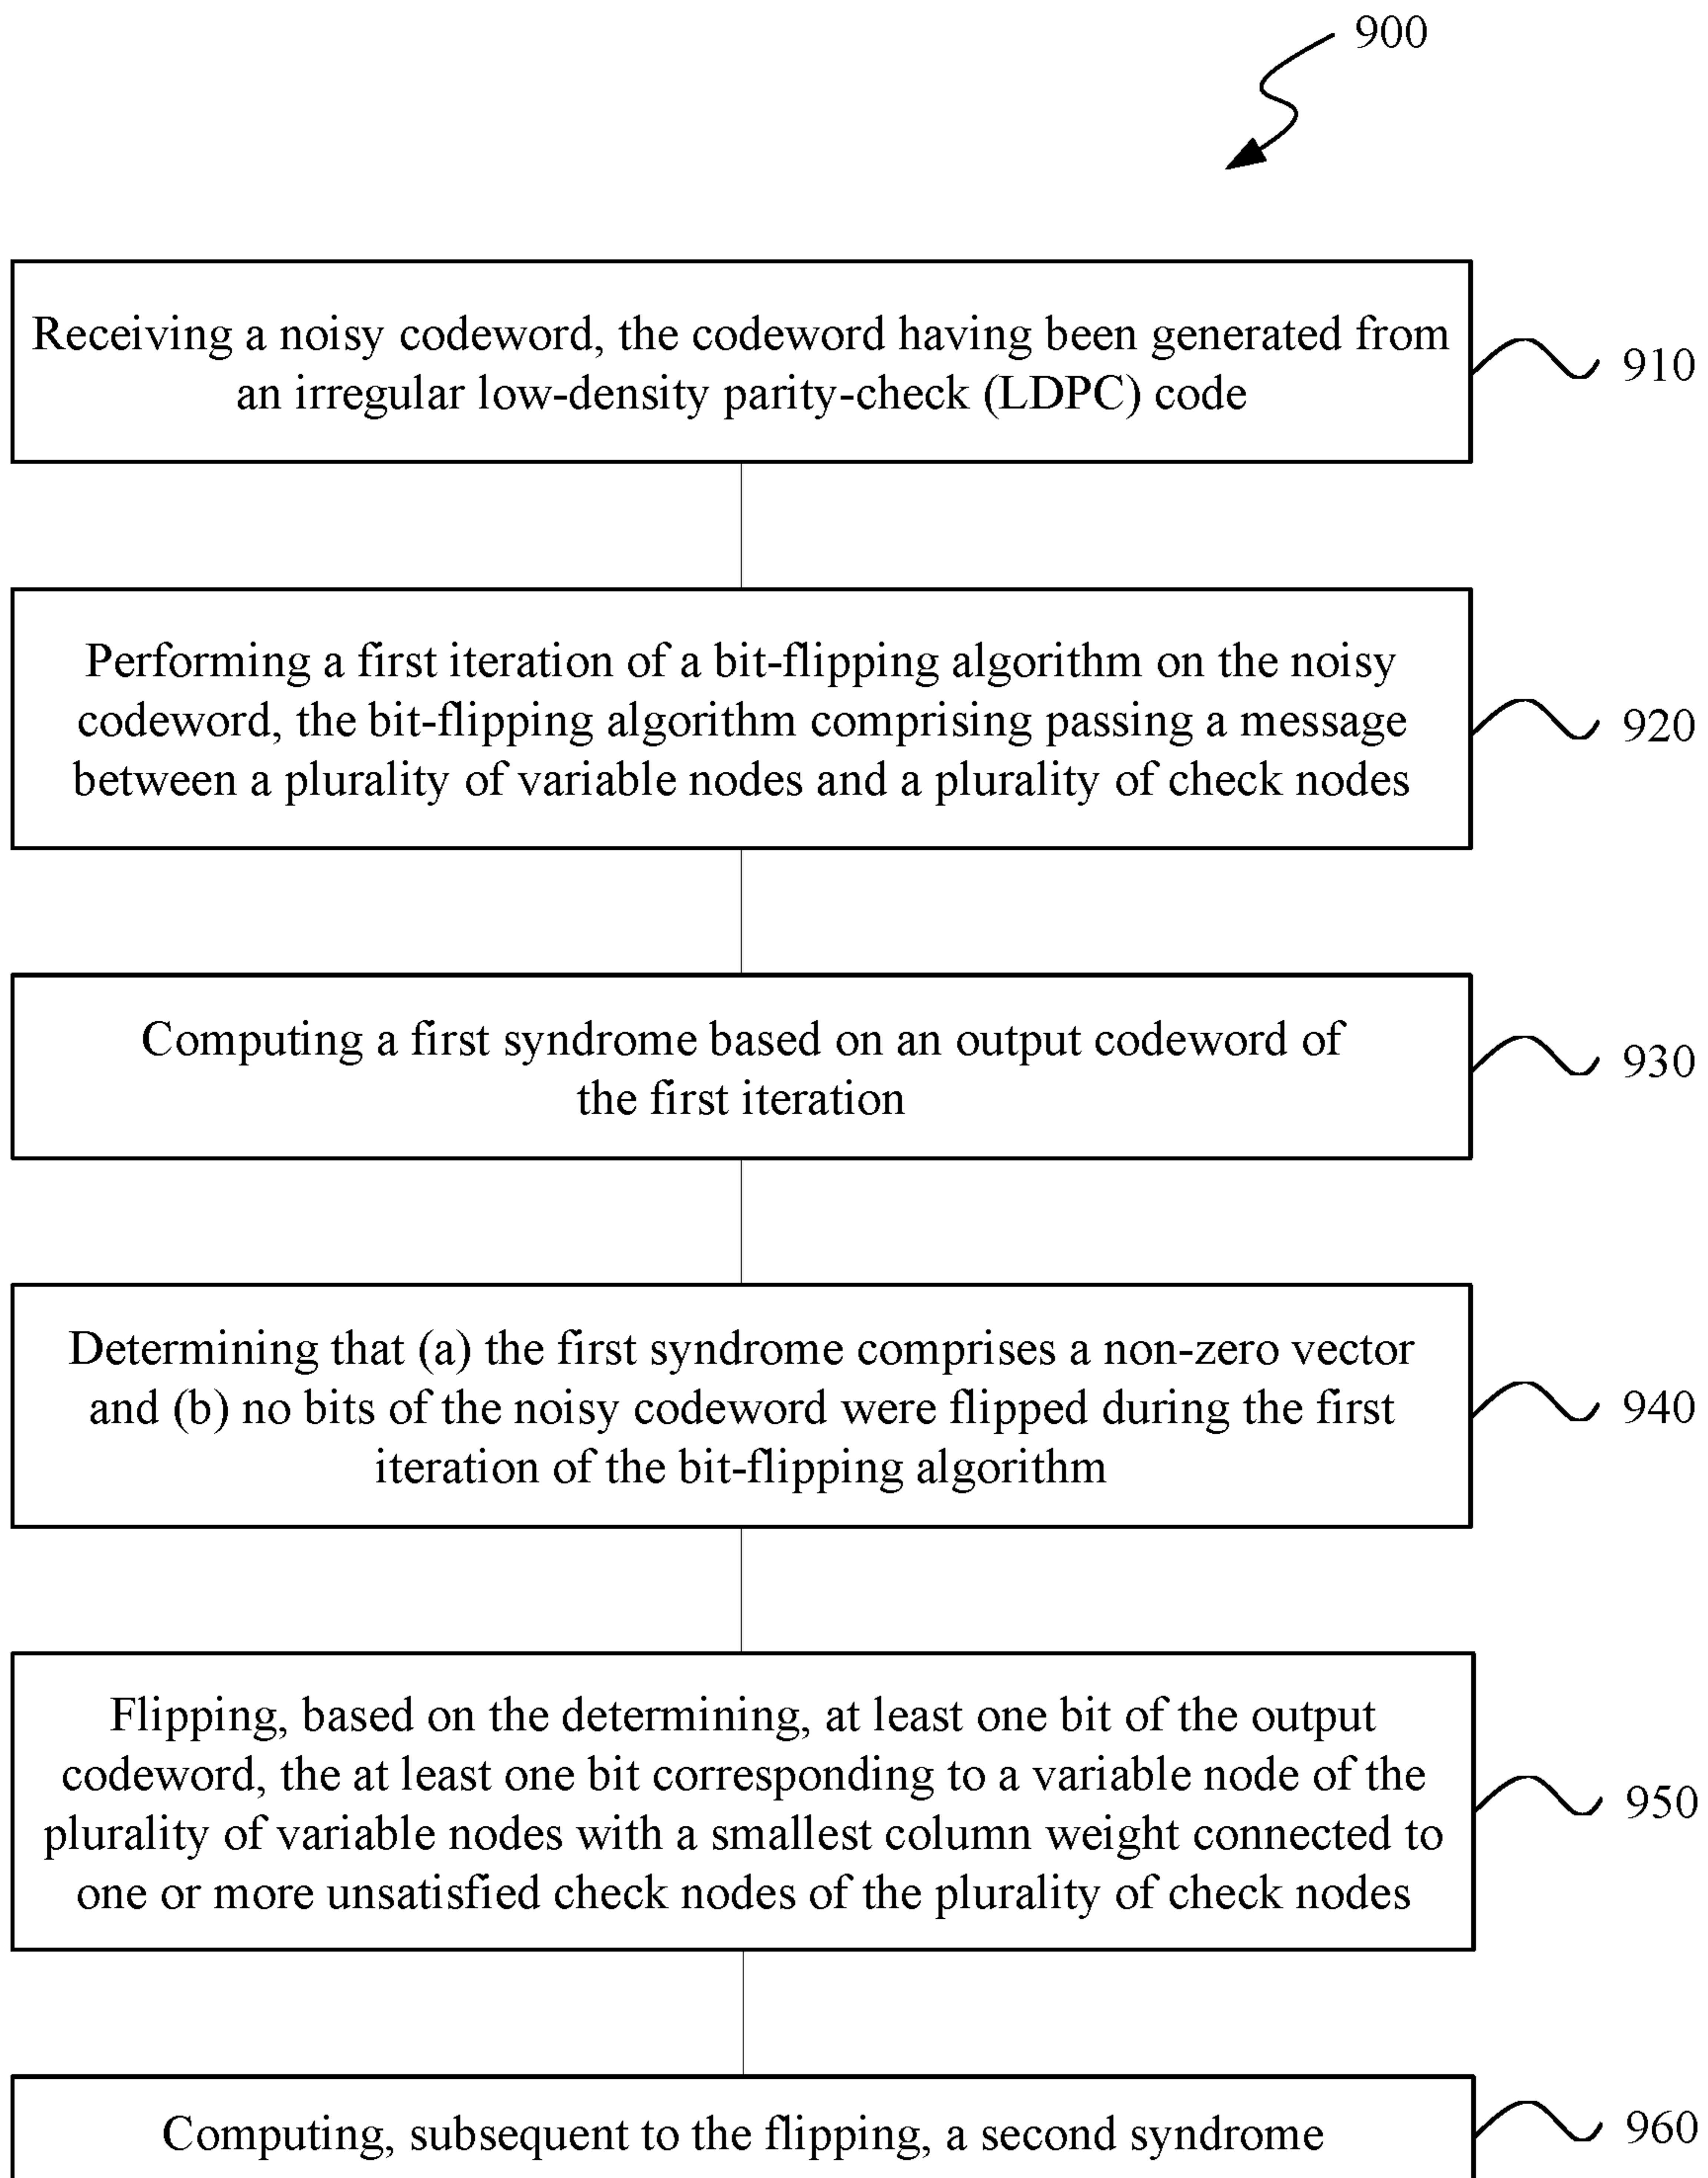 900
Receiving a noisy codeword, the codeword having been generated from
an irregular low-density parity-check (LDPC) code
910
Performing a first iteration of a bit-flipping algorithm on the noisy
codeword, the bit-flipping algorithm comprising passing a message
between a plurality of variable nodes and a plurality of check nodes
920
Computing a first syndrome based on an output codeword of
the first iteration
930
Determining that (a) the first syndrome comprises a non-zero vector
and (b) no bits of the noisy codeword were flipped during the first
iteration of the bit-flipping algorithm
940
Flipping, based on the determining, at least one bit of the output
codeword, the at least one bit corresponding to a variable node of the
plurality of variable nodes with a smallest column weight connected to
one or more unsatisfied check nodes of the plurality of check nodes
950
Computing, subsequent to the flipping, a second syndrome
960